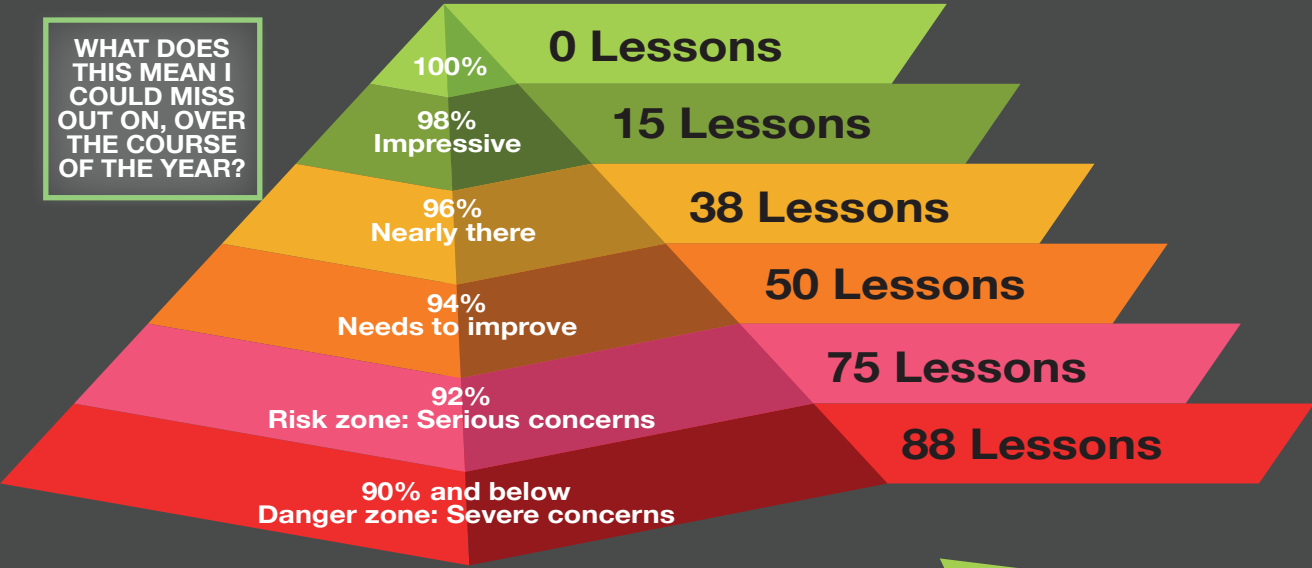 WHAT DOES
THIS MEAN I
COULD MISS
OUT ON, OVER
THE COURSE
OF THE YEAR?
100%
0 Lessons
98%
Impressive
15 Lessons
96%
Nearly there
38 Lessons
94%
Needs to improve
50 Lessons
92%
Risk zone: Serious concerns
75 Lessons
90% and below
Danger zone: Severe concerns
88 Lessons